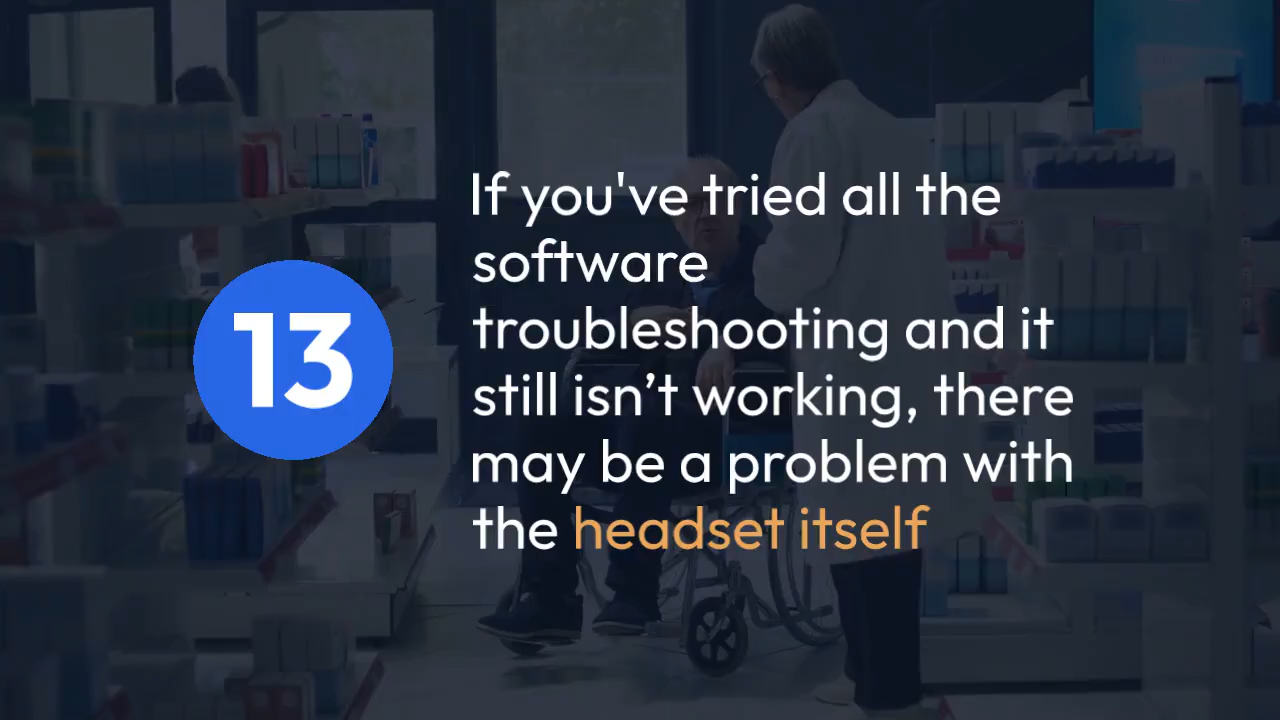 13
If you've tried all the
software
troubleshooting and it
still isn’t working, there
may be a problem with
the headset itself